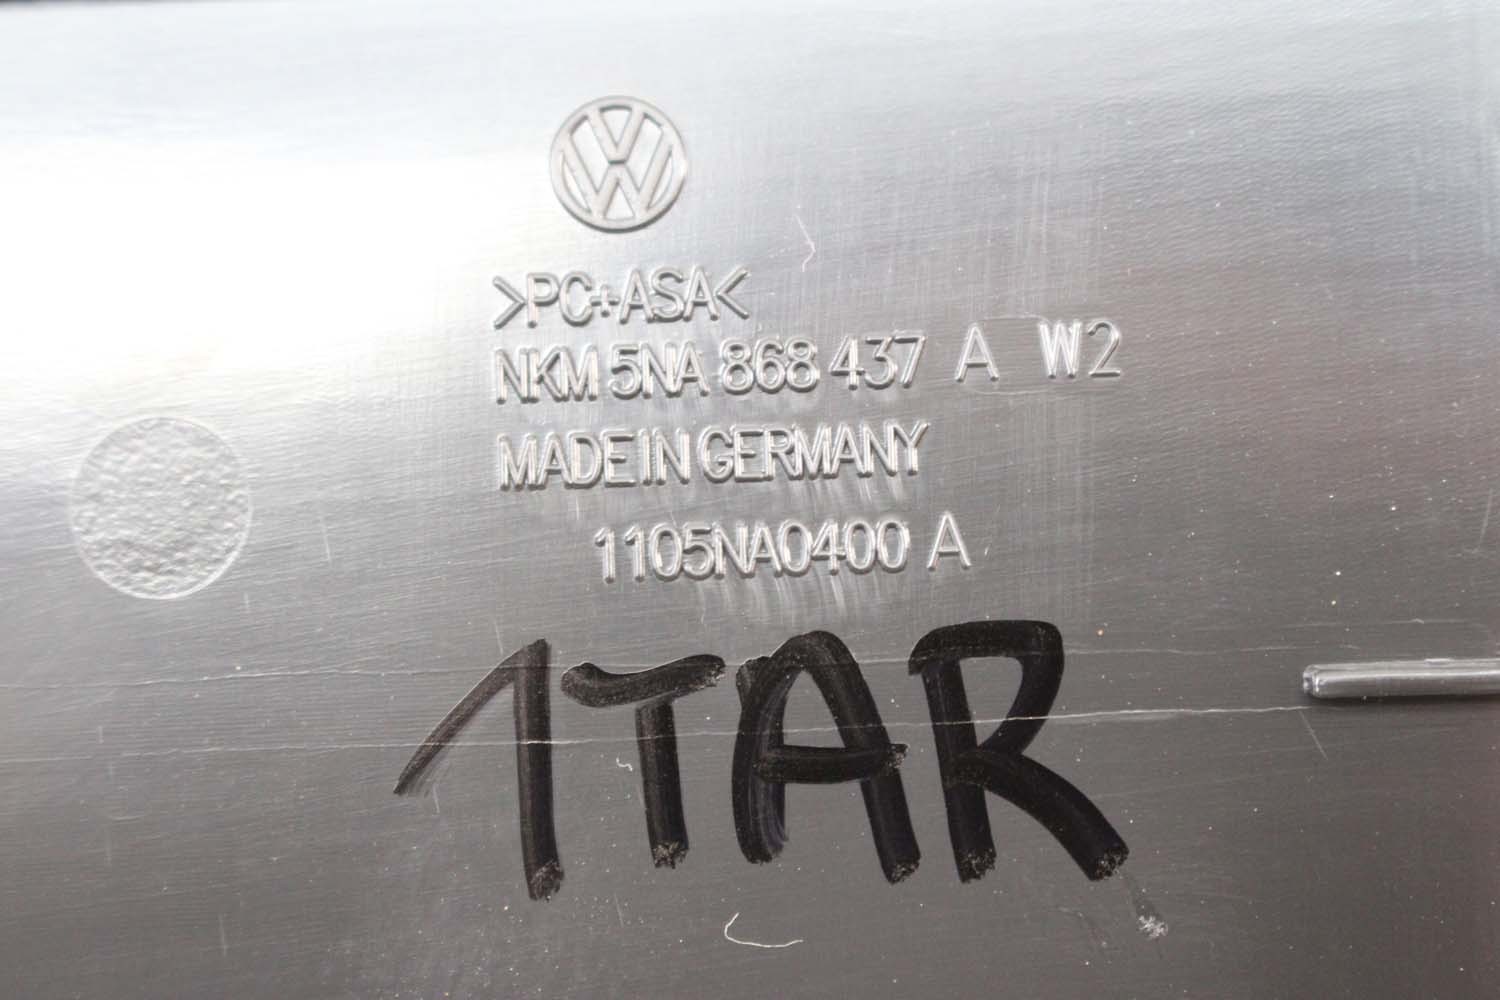 >PC+ASA<
NKM 5NA 868 437 A W2
MADE IN GERMANY
1105NA0400 A
1TAR